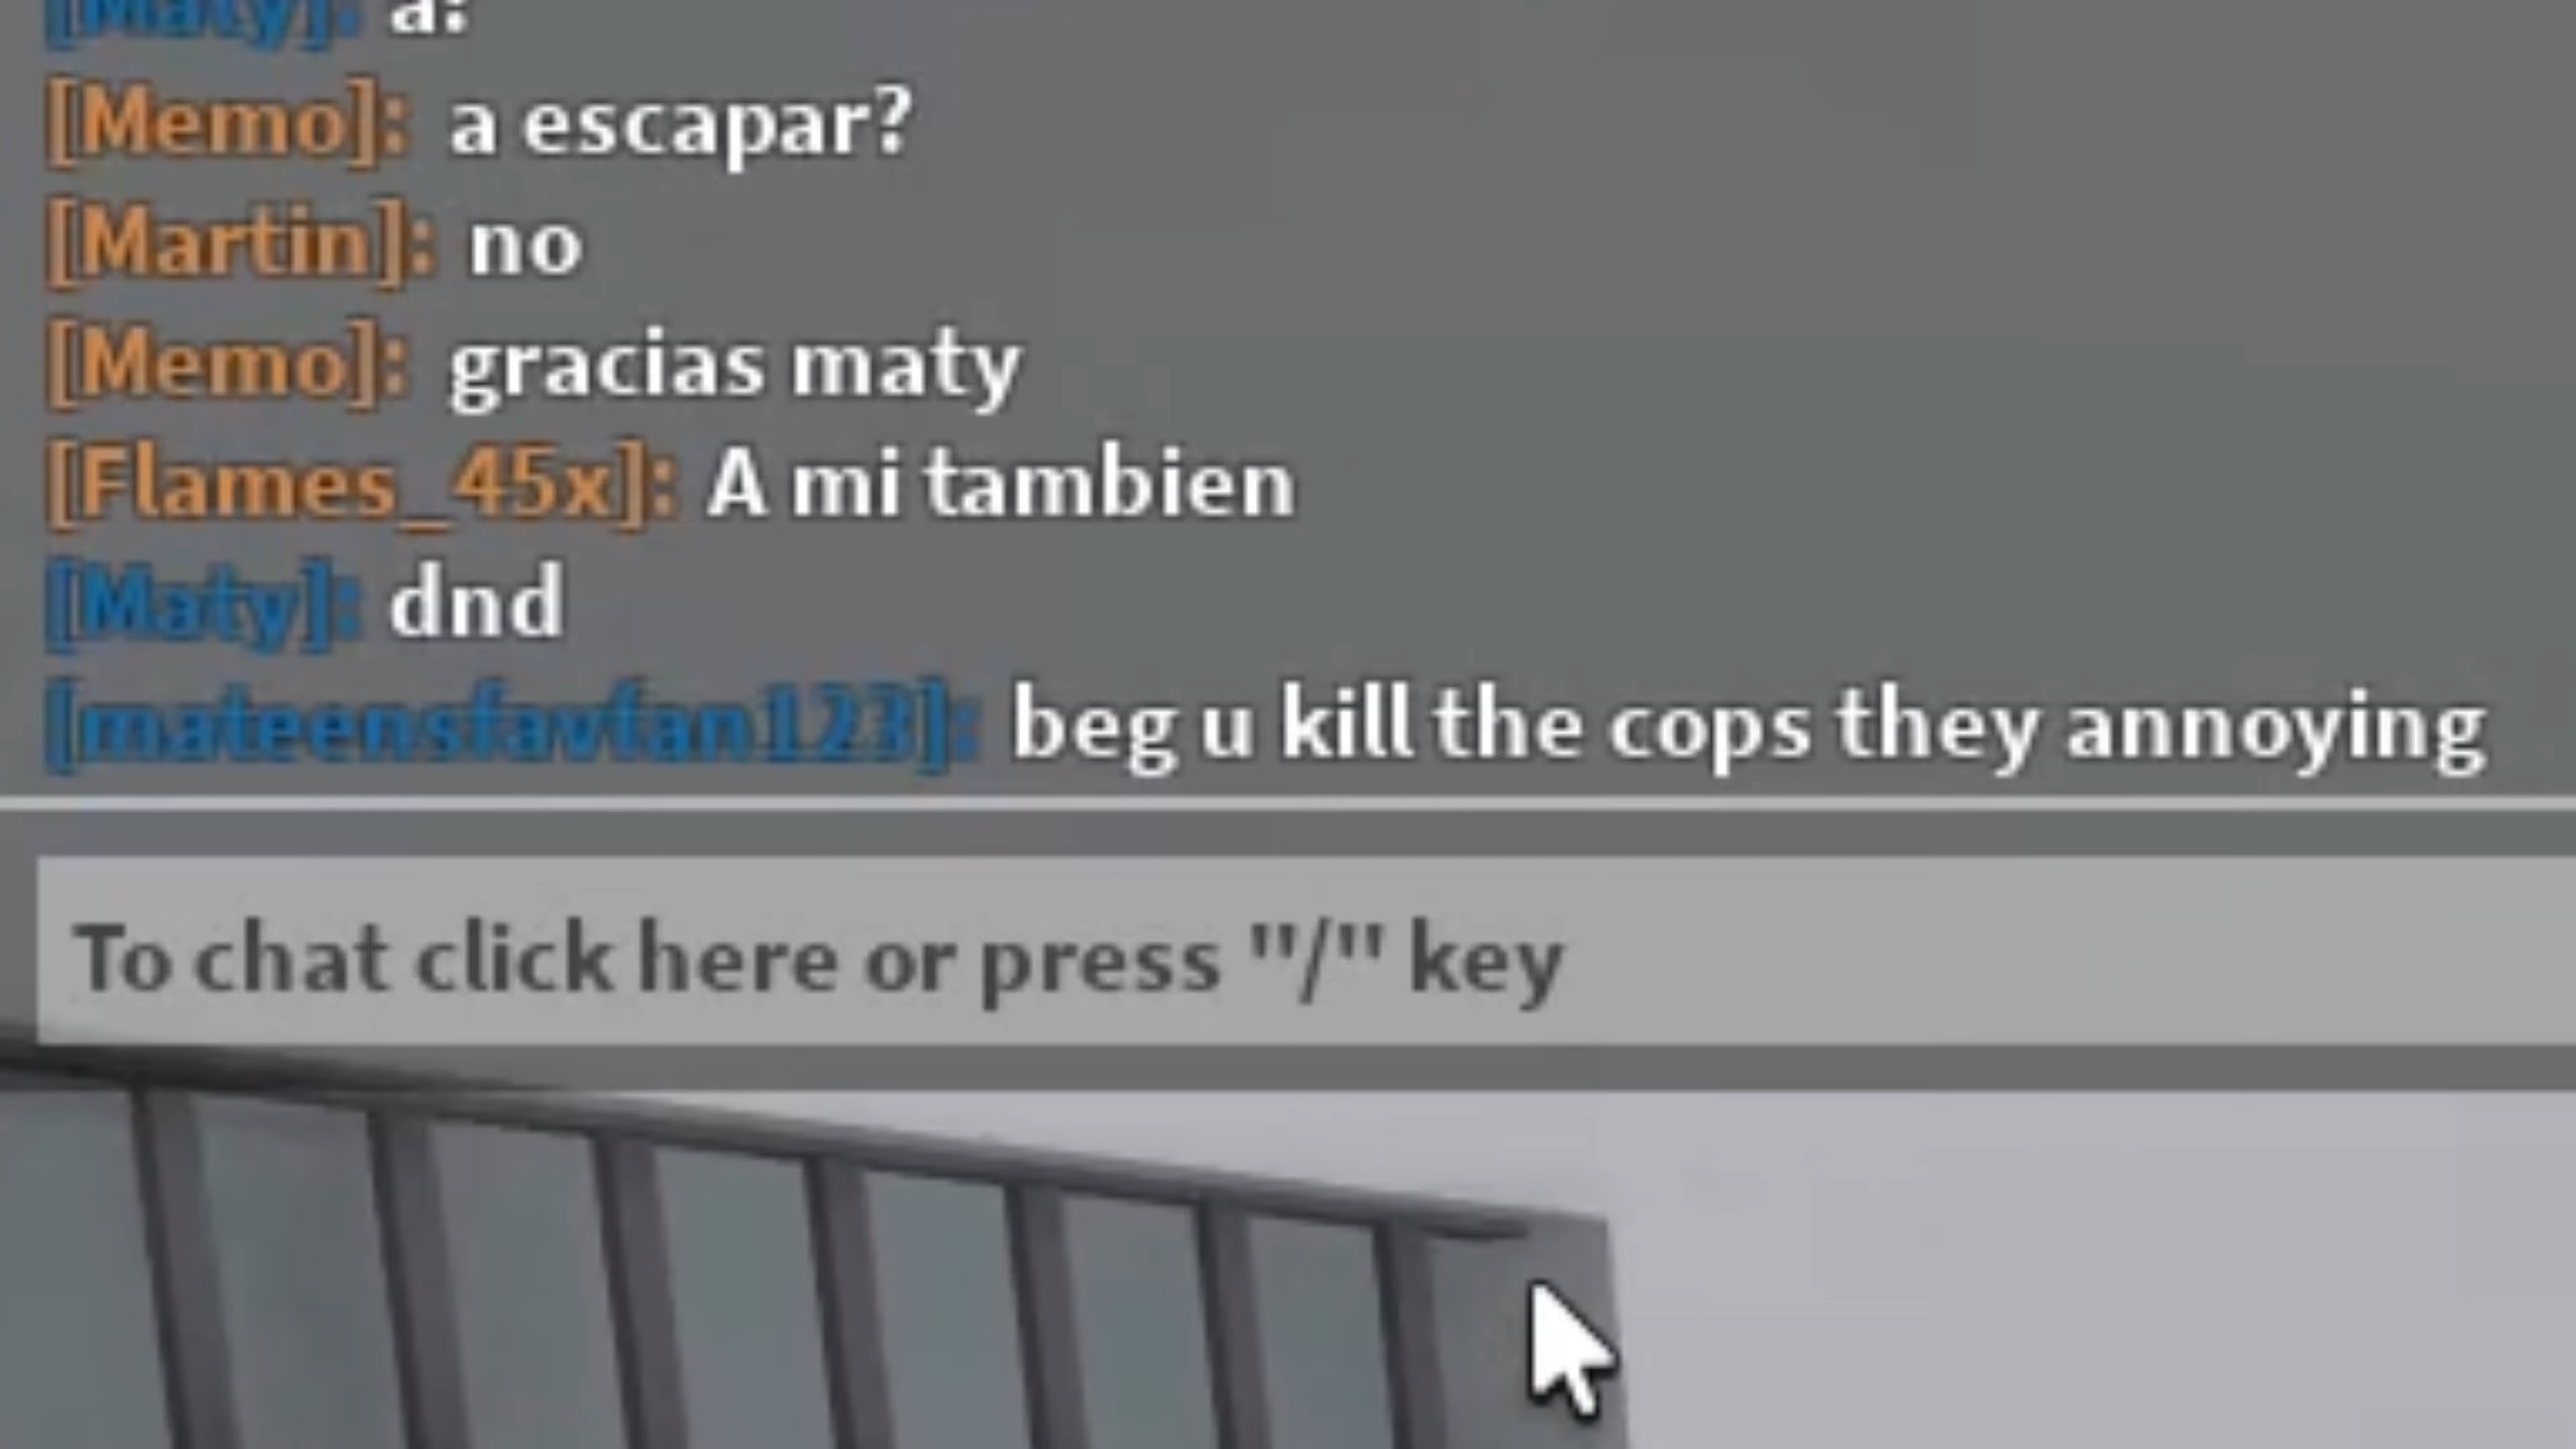 [Maty]: a:
[Memo]: a escapar?
[Martin]: no
[Memo]: gracias maty
[Flames_45x]: A mi tambien
[Maty]: dnd
[mateensfavfan123]: beg u kill the cops they annoying
To chat click here or press "/" key